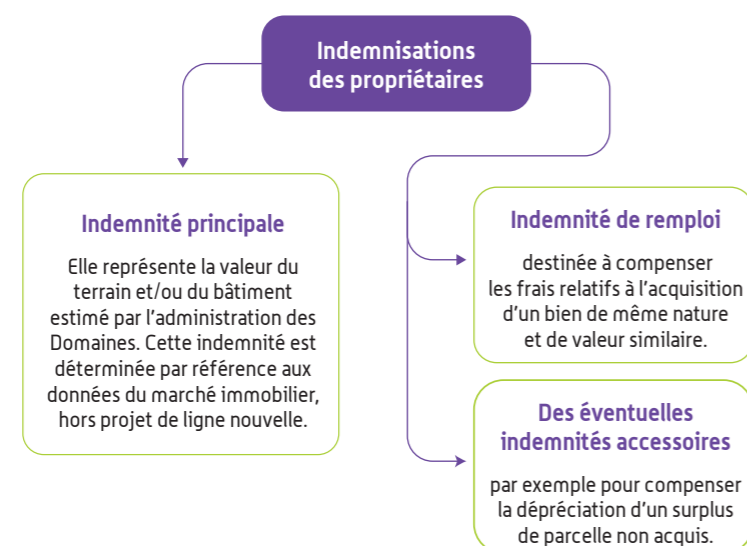 Indemnisations
des propriétaires
Indemnité principale
Elle représente la valeur du
terrain et/ou du bâtiment
estimé par l'administration des
Domaines. Cette indemnité est
déterminée par référence aux
données du marché immobilier,
hors projet de ligne nouvelle.
Indemnité de remploi
destinée à compenser
les frais relatifs à l'acquisition
d'un bien de même nature
et de valeur similaire.
Des éventuelles
indemnités accessoires
par exemple pour compenser
la dépréciation d'un surplus
de parcelle non acquis.